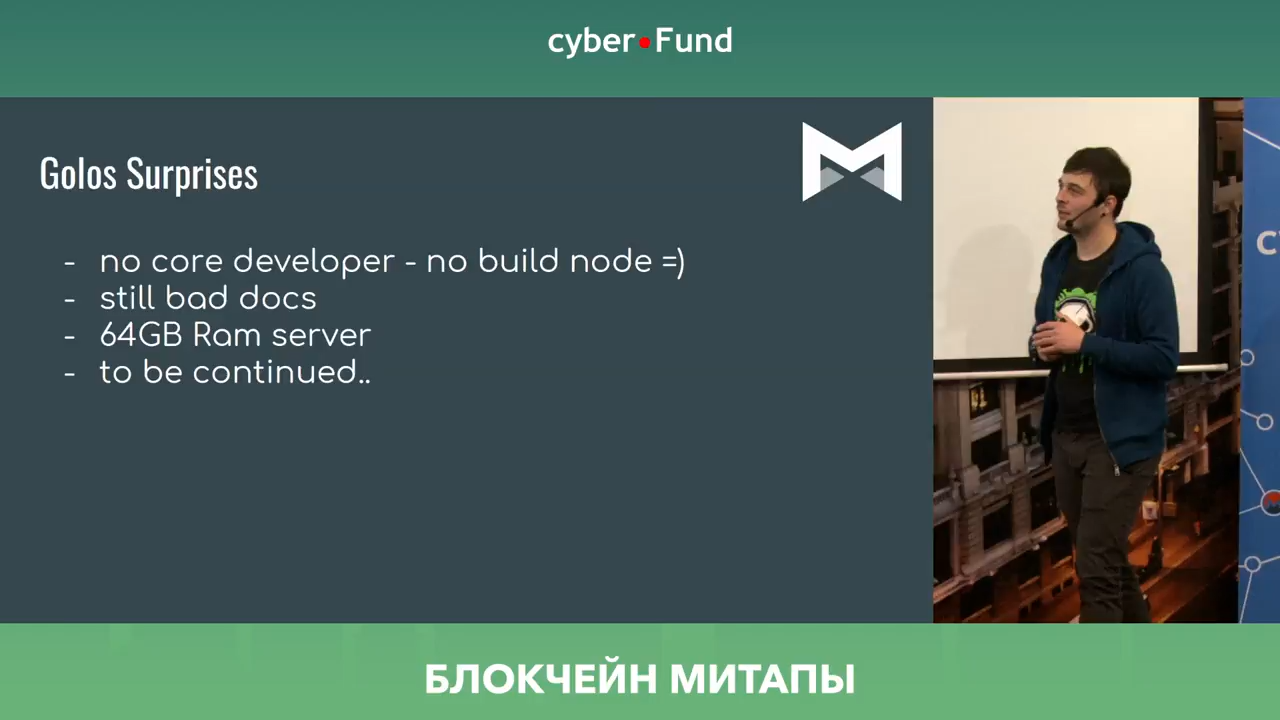 cyber•Fund
Golos Surprises
- no core developer - no build node =)
- still bad docs
- 64GB Ram server
- to be continued..
БЛОКЧЕЙН МИТАПЫ